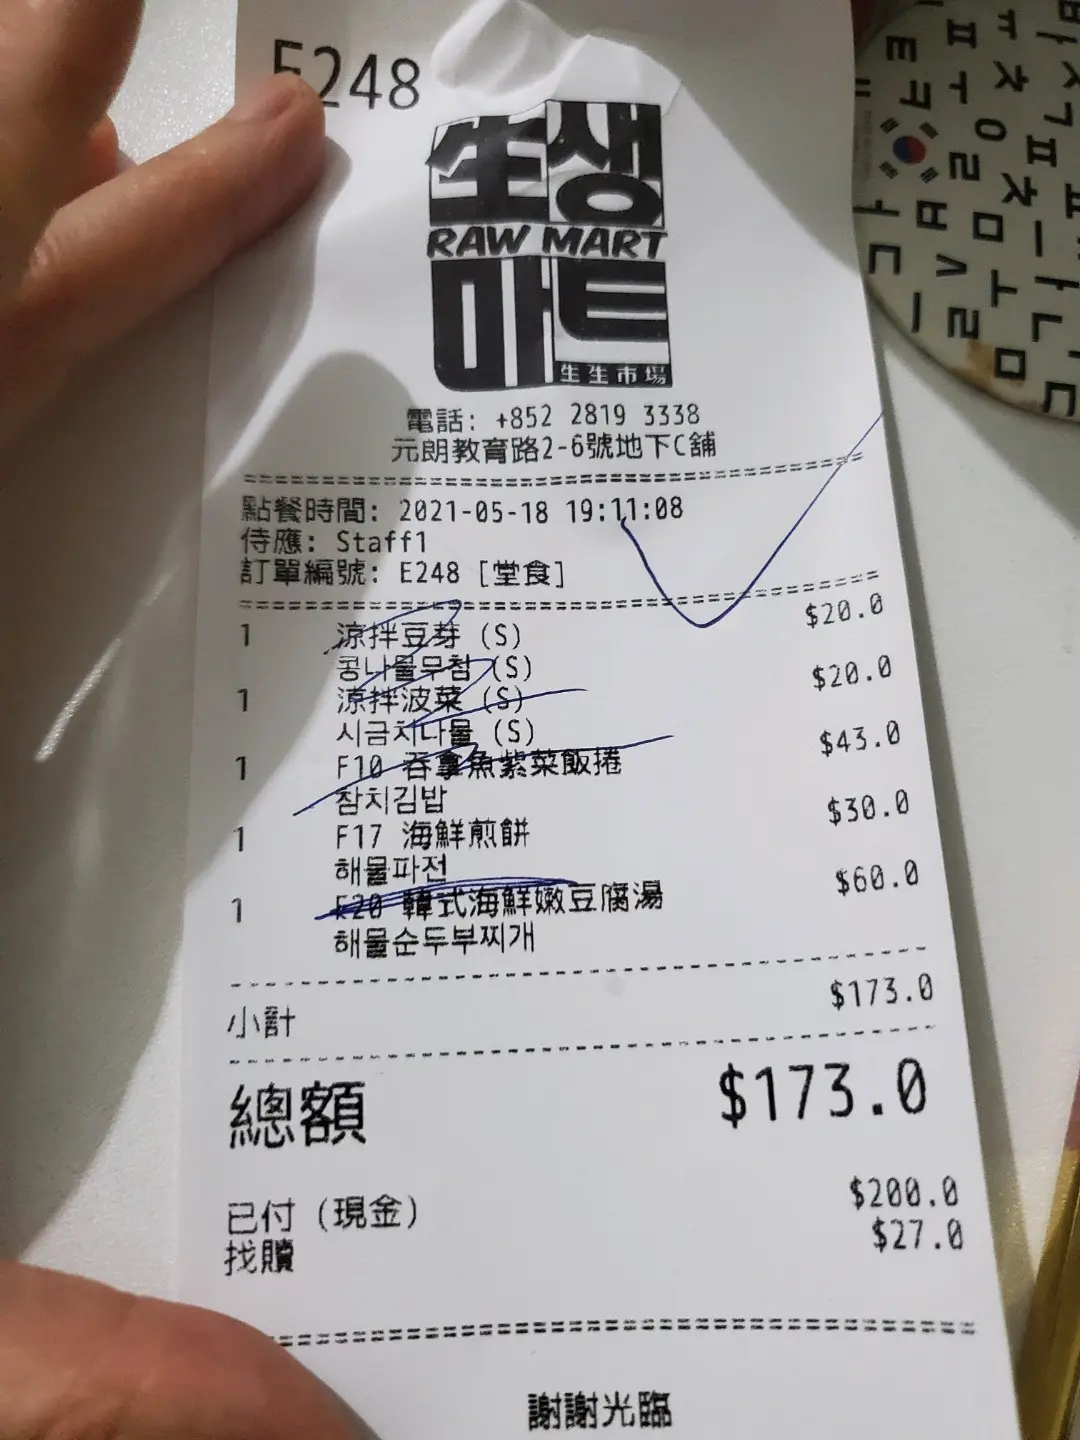 E248
生생
RAW MART
마트
生生市場
電話: +852 2819 3338
元朗教育路2-6號地下C舖
點餐時間: 2021-05-18 19:11:08
侍應: Staff1
訂單編號: E248 [堂食]
1 涼拌豆芽 (S) $20.0
콩나물무침 (S)
1 涼拌波菜 (S) $20.0
시금치나물 (S)
1 F10 吞拿魚紫菜飯捲 $43.0
참치김밥
1 F17 海鮮煎餅 $30.0
해물파전
1 F20 韓式海鮮嫩豆腐湯 $60.0
해물순두부찌개
小計 $173.0
總額 $173.0
已付 (現金) $200.0
找贖 $27.0
謝謝光臨